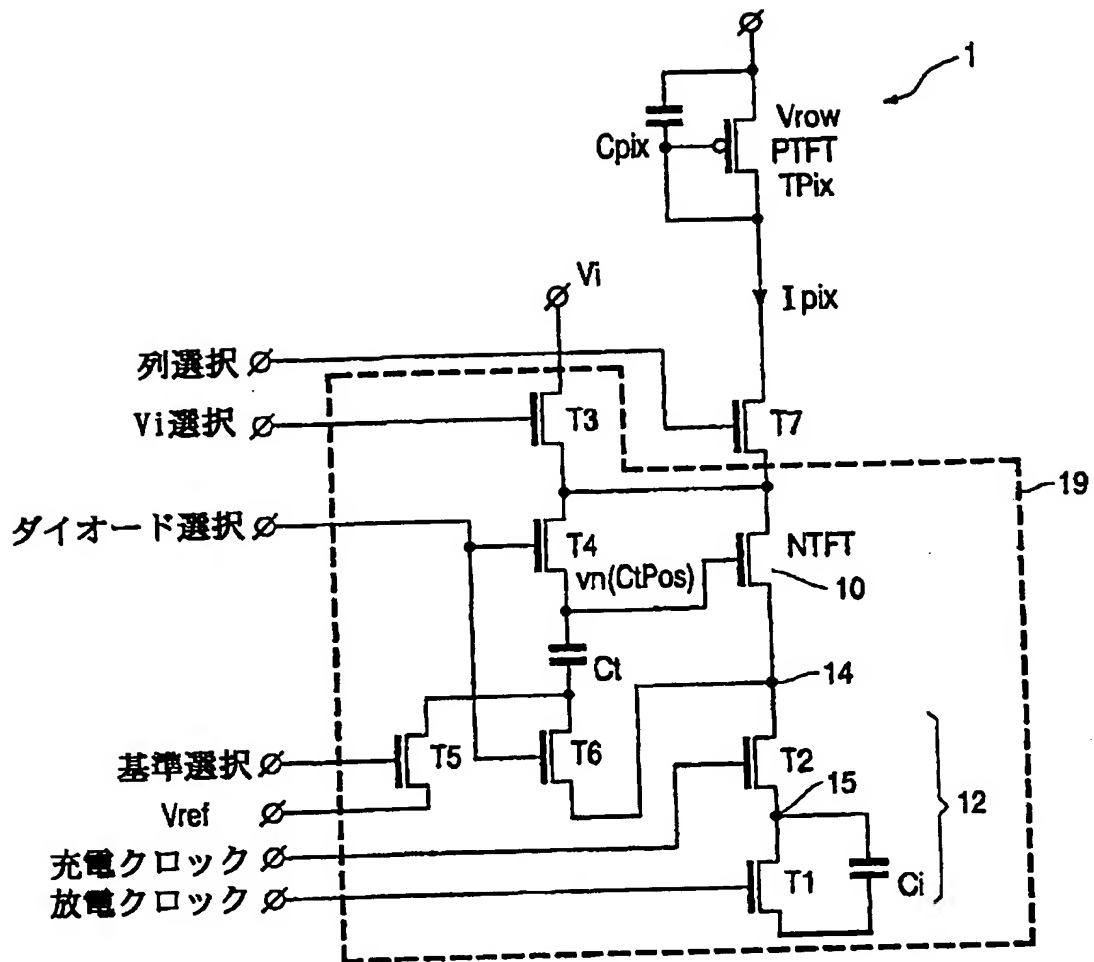 1
Vrow
PTFT
TPix
Cpix
Ipix
Vi
列選択
Vi選択
T3
T7
19
ダイオード選択
T4
NTFT
vn(CtPos)
10
Ct
14
基準選択
T5
T6
T2
Vref
15
12
充電クロック
放電クロック
T1
Ci